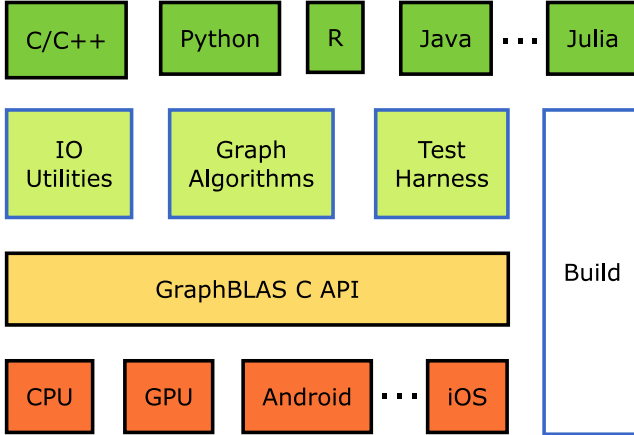 C/C++ Python R Java ... Julia
IO
Utilities
Graph
Algorithms
Test
Harness
Build
GraphBLAS C API
CPU GPU Android ... iOS